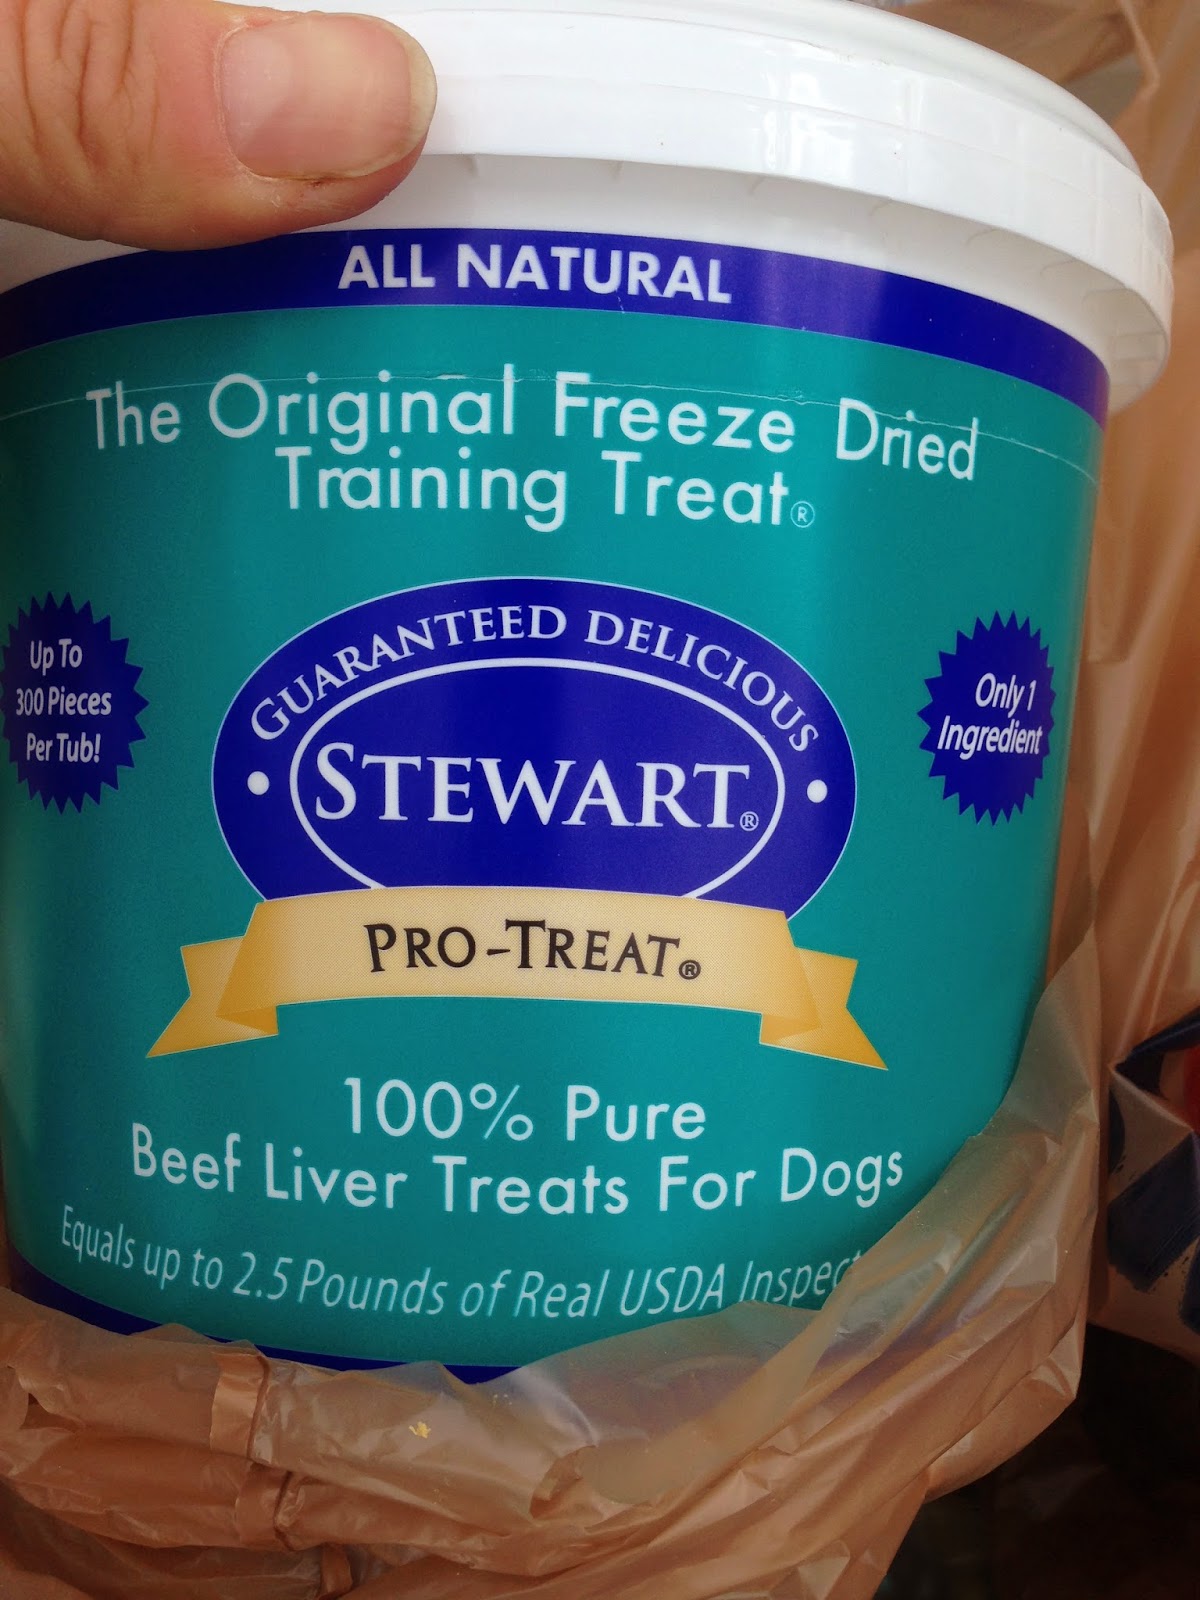 ALL NATURAL
The Original Freeze Dried
Training Treat®
Up To
300 Pieces
Per Tub!
Only 1
Ingredient
GUARANTEED DELICIOUS
STEWART®
PRO-TREAT®
100% Pure
Beef Liver Treats For Dogs
Equals up to 2.5 Pounds of Real USDA